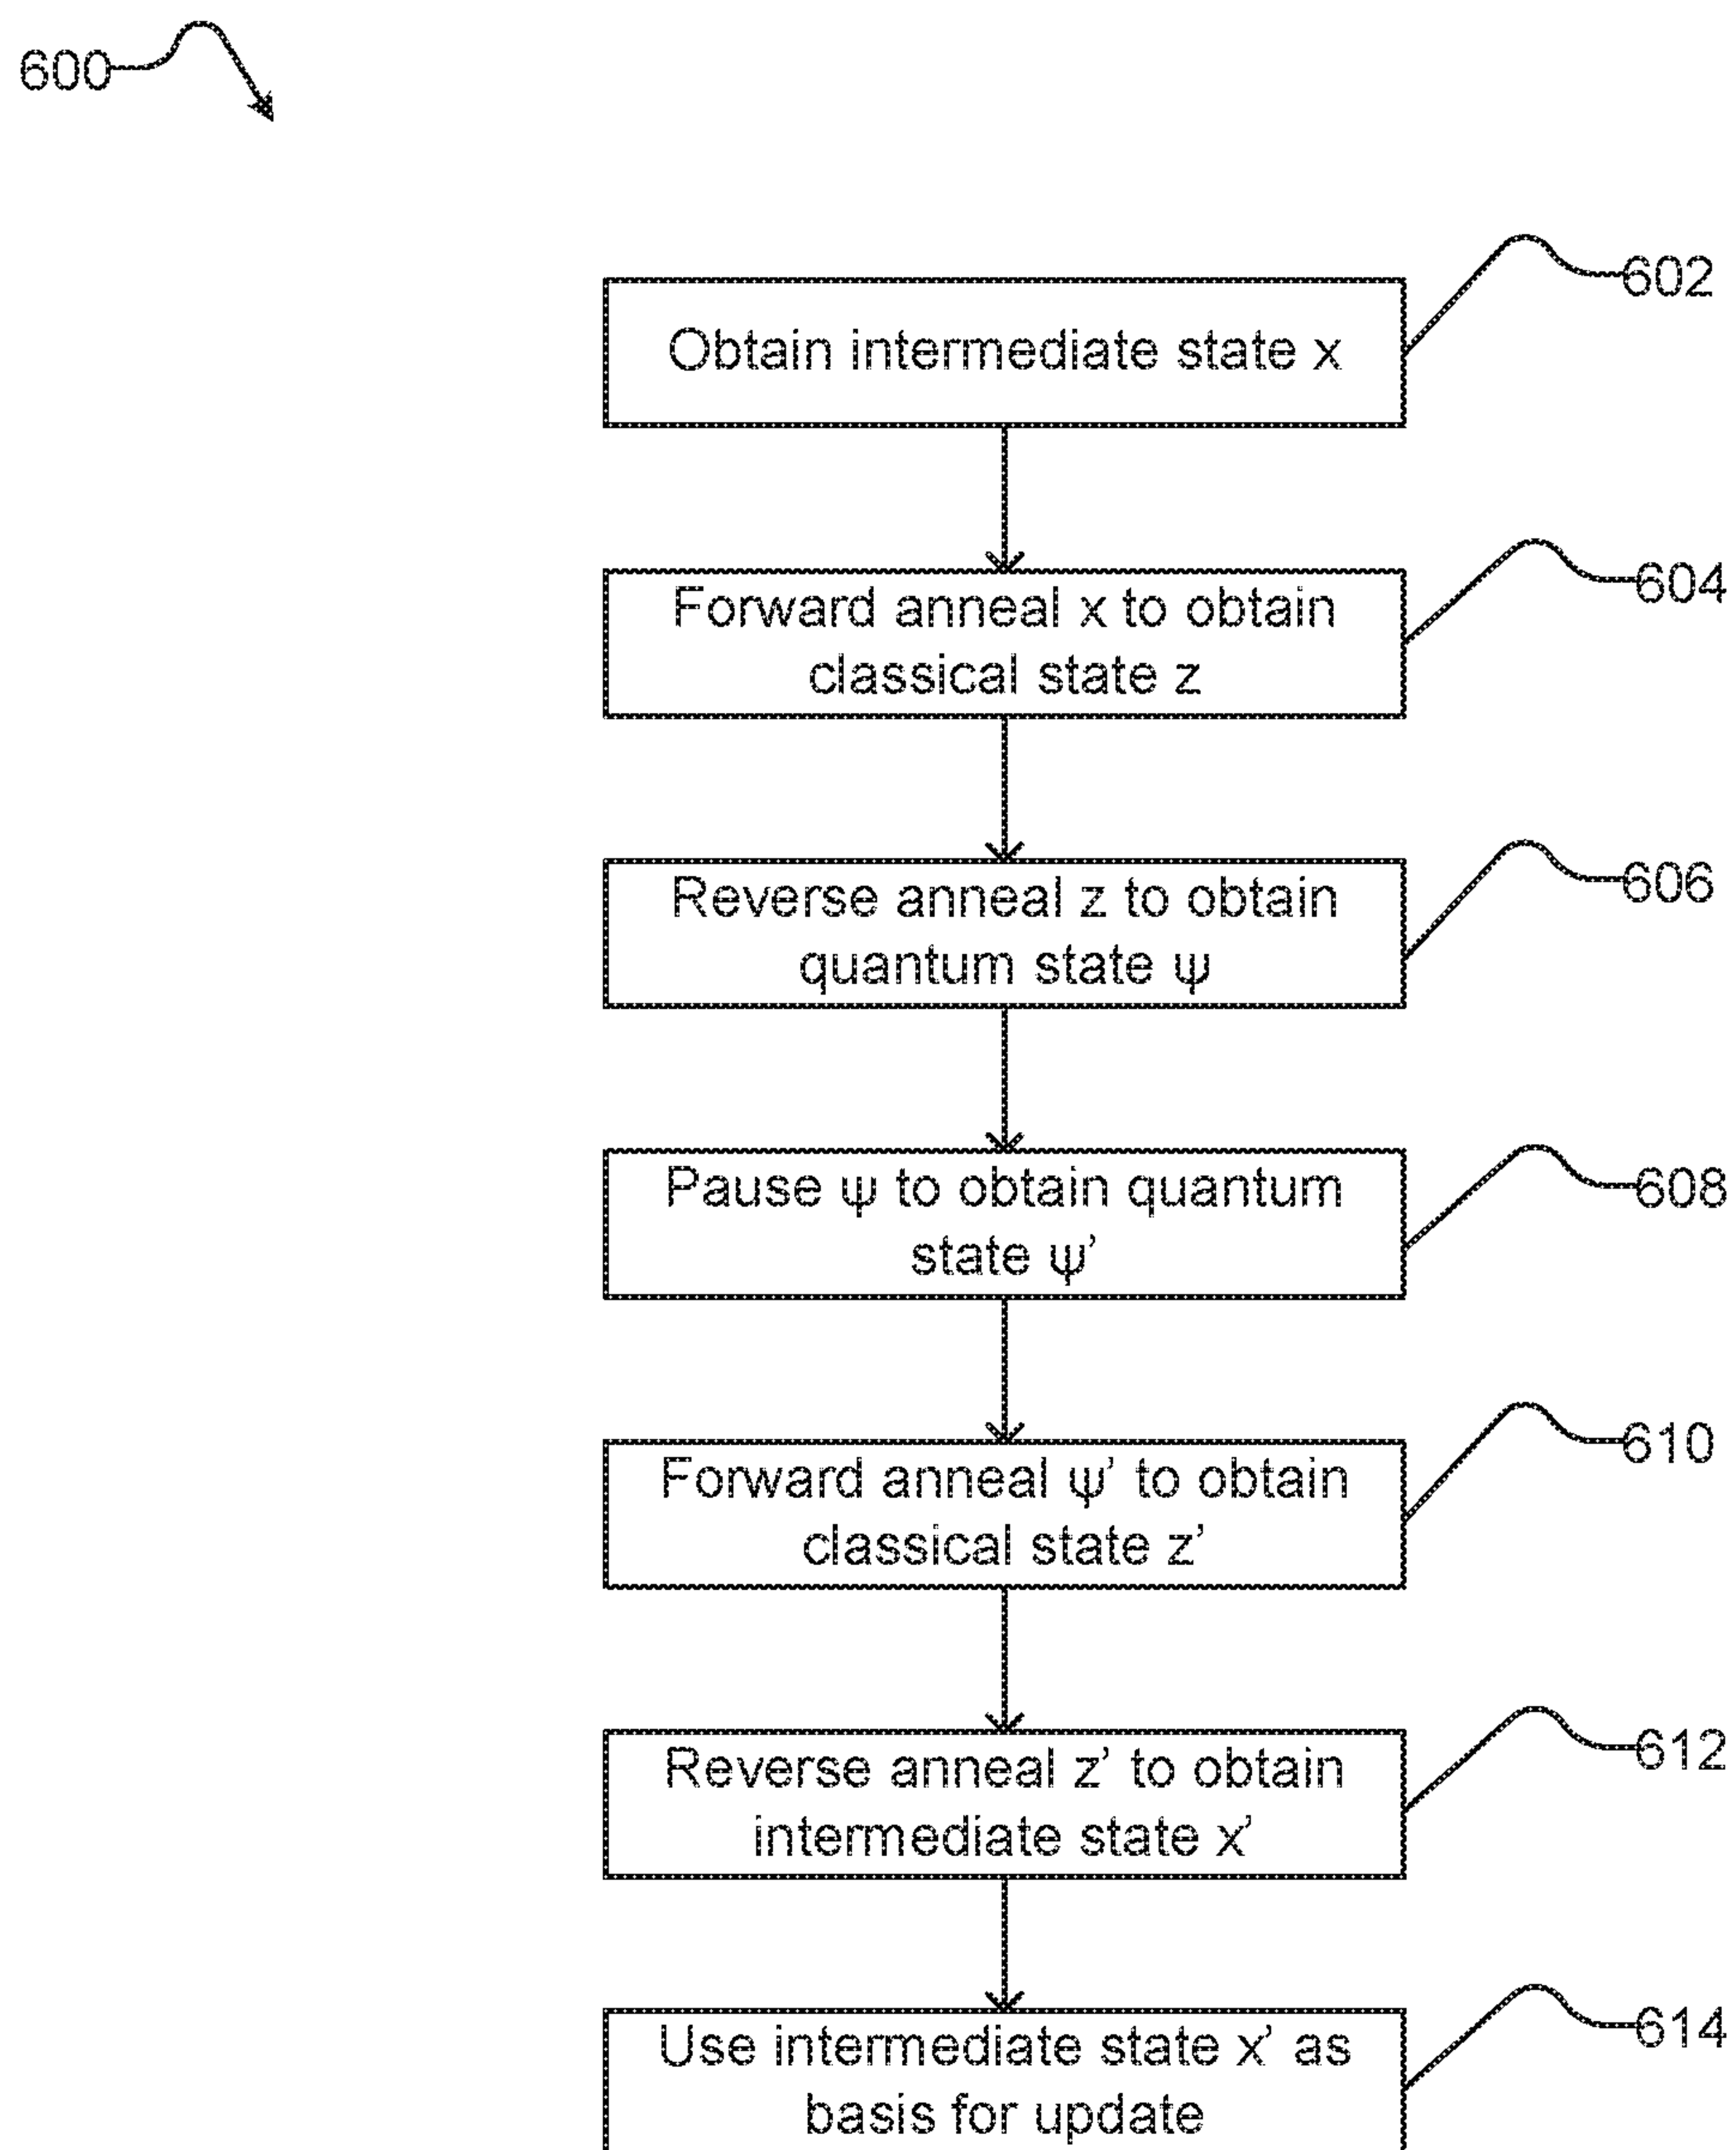 600
602
Obtain intermediate state x
604
Forward anneal x to obtain
classical state z
606
Reverse anneal z to obtain
quantum state ψ
608
Pause ψ to obtain quantum
state ψ’
610
Forward anneal ψ’ to obtain
classical state z’
612
Reverse anneal z’ to obtain
intermediate state x’
614
Use intermediate state x’ as
basis for update